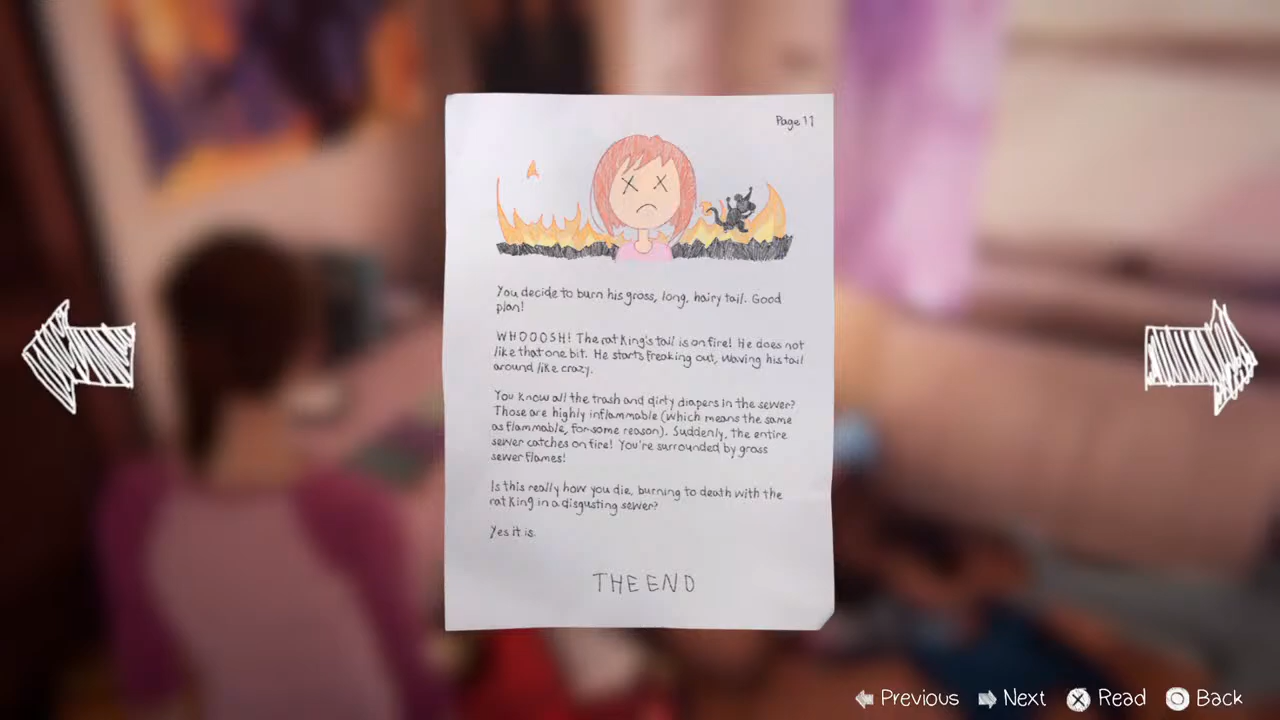 Page 11
You decide to burn his gross, long, hairy tail. Good
plan!
WHOOOSH! The rat King's tail is on fire! He does not
like that one bit. He starts freaking out, waving his tail
around like crazy.
You know all the trash and dirty diapers in the sewer?
Those are highly inflammable (which means the same
as flammable, for some reason). Suddenly, the entire
sewer catches on fire! You're surrounded by gross
sewer flames!
Is this really how you die, burning to death with the
rat King in a disgusting sewer?
Yes it is.
THE END
Previous Next Read Back